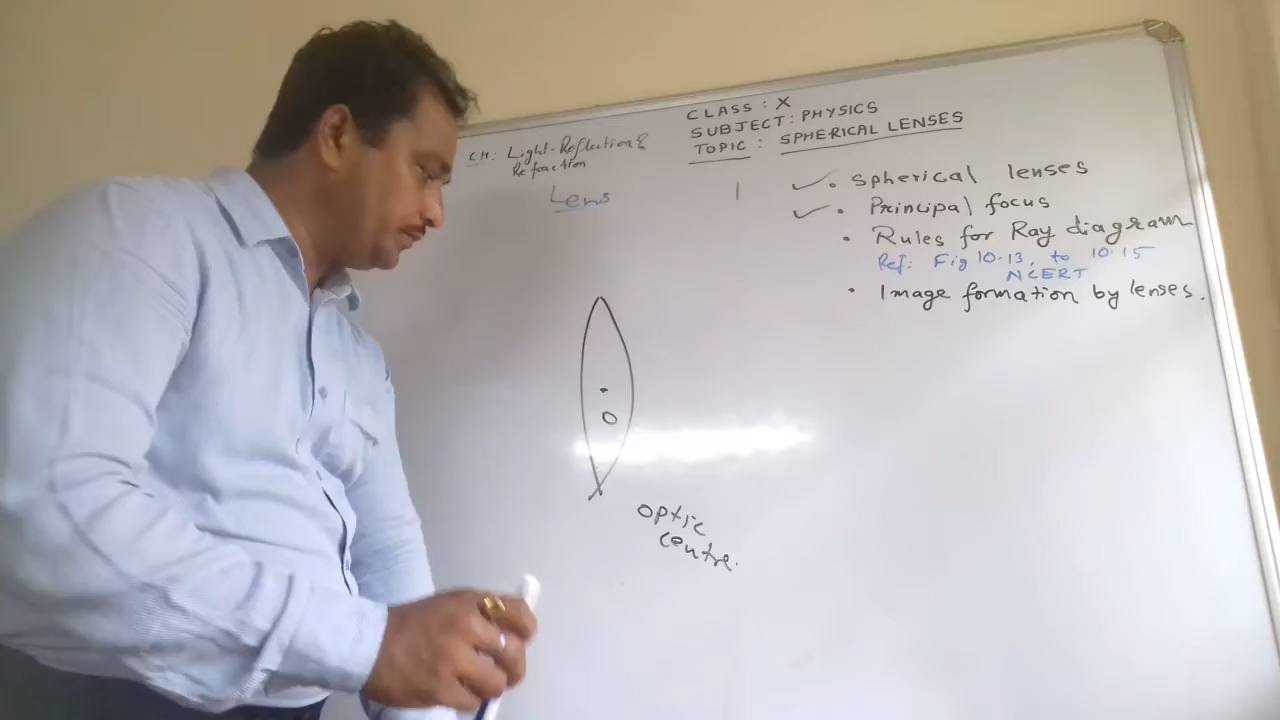 CLASS : X
SUBJECT: PHYSICS
TOPIC : SPHERICAL LENSES
CH: Light-Reflection &
Refraction
Lens
• Spherical lenses
• Principal focus
• Rules for Ray diagram
Ref: Fig 10.13, to 10.15
NCERT
• Image formation by lenses.
O
optic
centre.